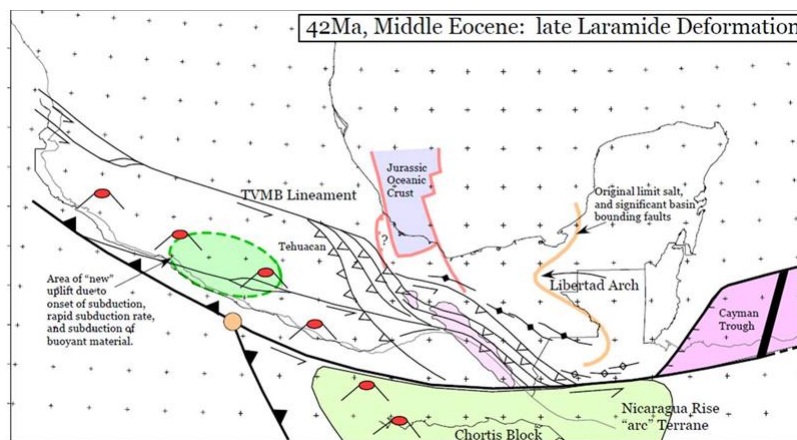 42Ma, Middle Eocene: late Laramide Deformation
Jurassic
Oceanic
Crust
TVMB Lineament
Original limit salt,
and significant basin
bounding faults
?
Tehuacan
Area of "new"
uplift dueto
onset of subduction,
rapid subduction rate,
and subduction of
buoyant material.
Libertad Arch
Cayman
Trough
Nicaragua Rise
"arc" Terrane
Chortis Block